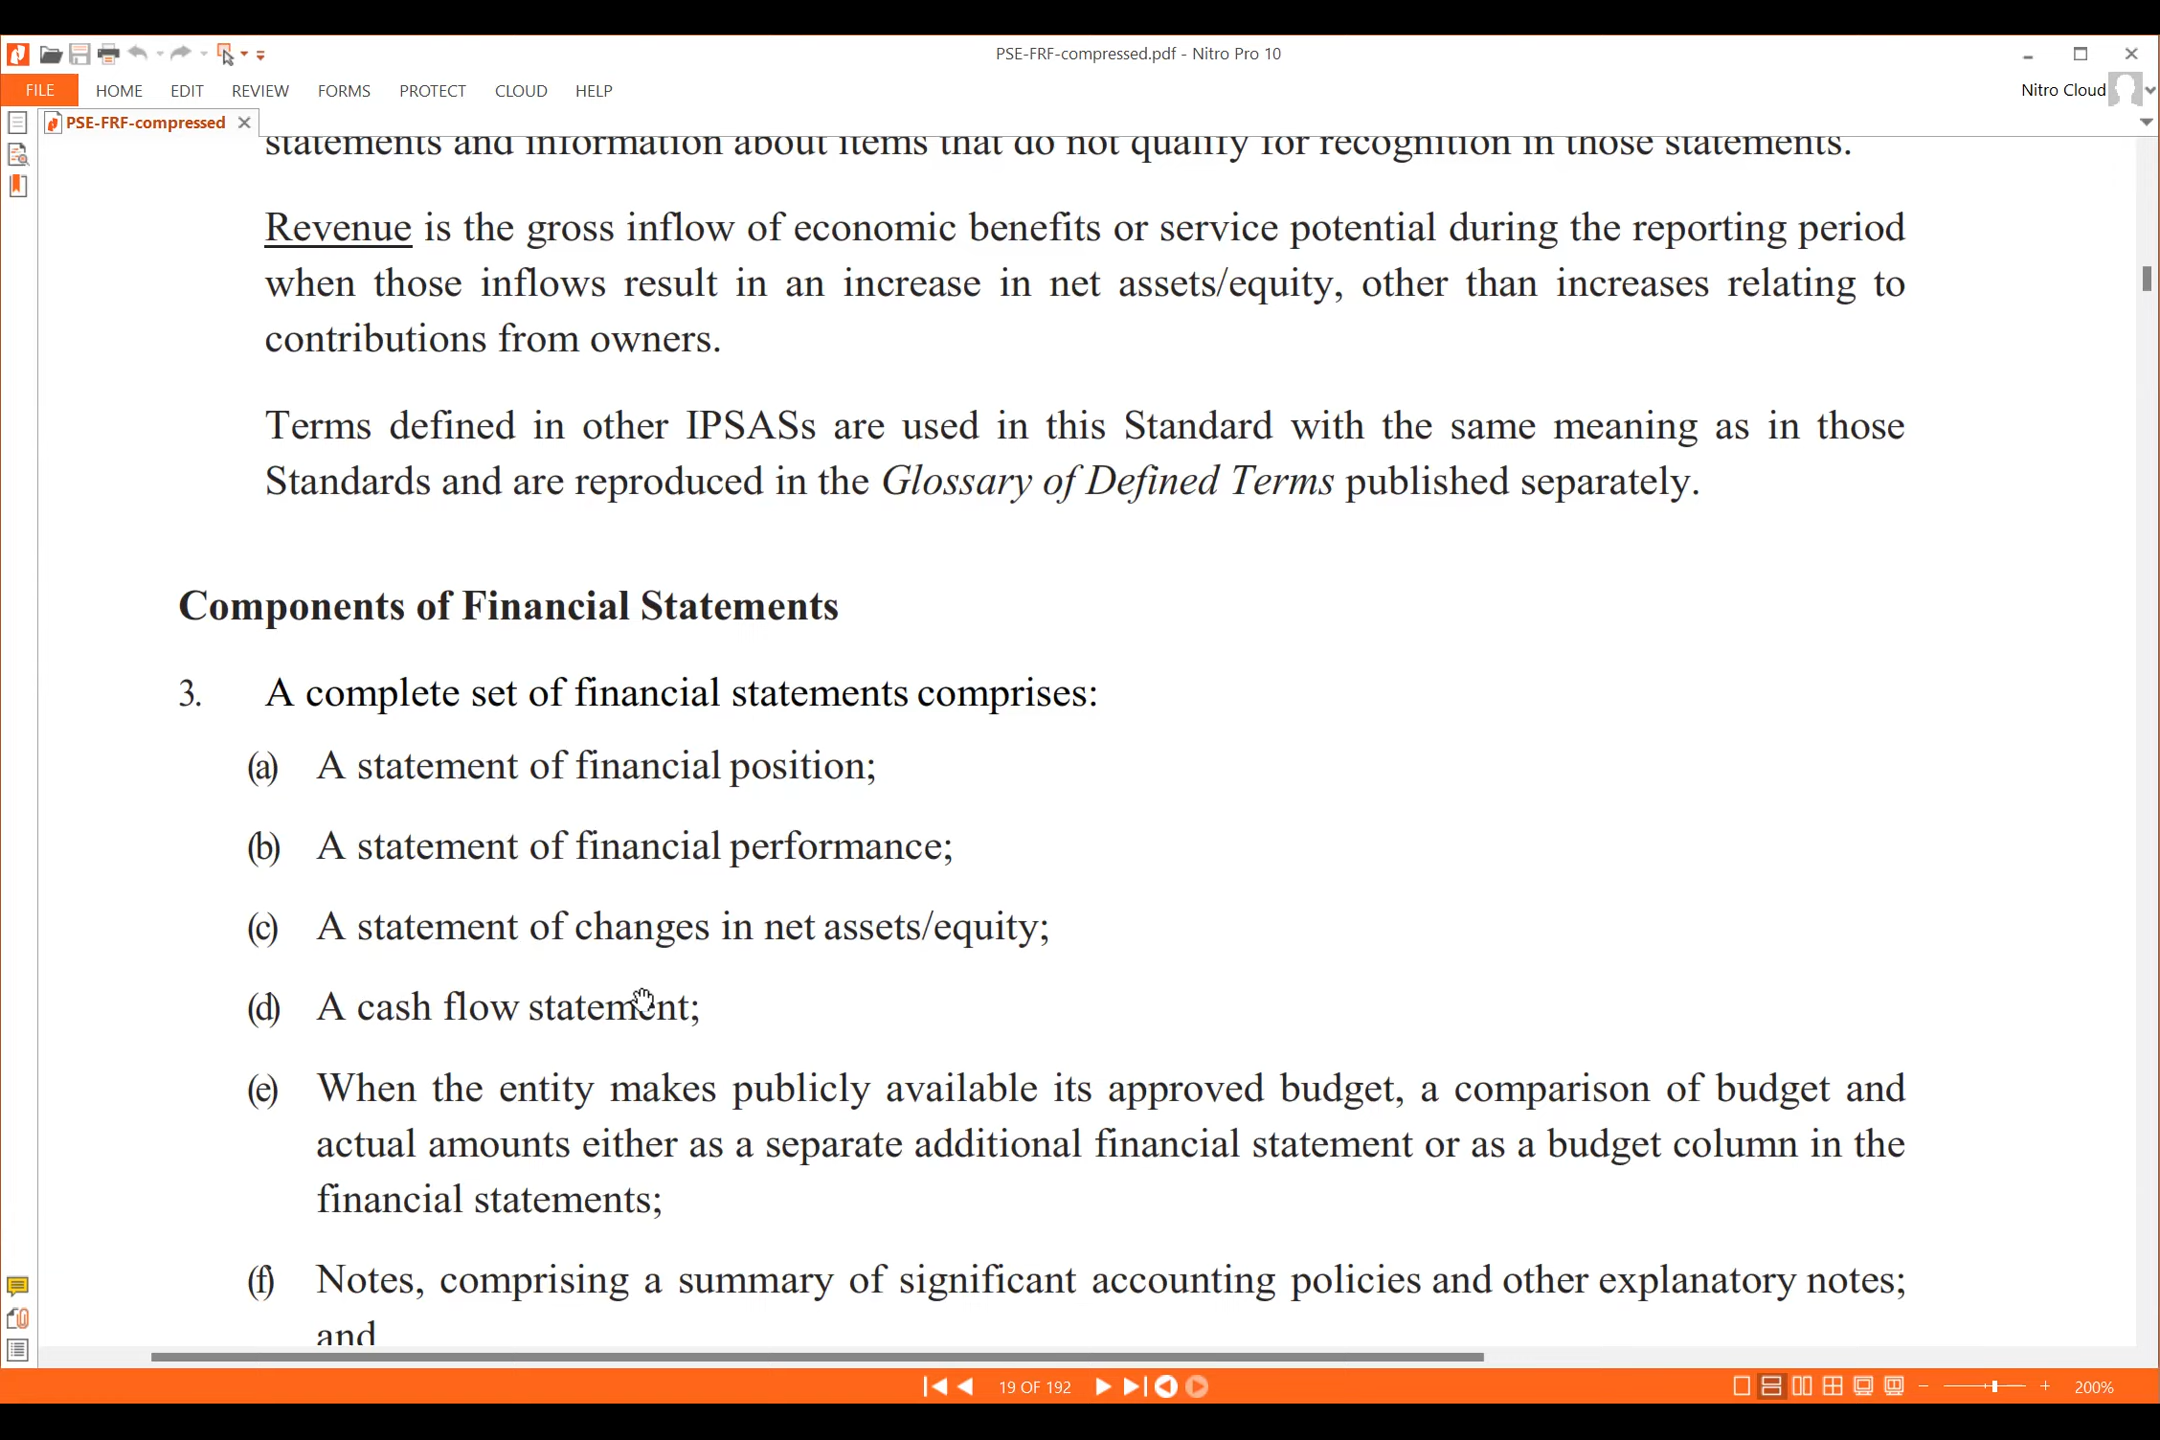 PSE-FRF-compressed.pdf - Nitro Pro 10
FILE HOME EDIT REVIEW FORMS PROTECT CLOUD HELP
Nitro Cloud
PSE-FRF-compressed
statements and information about items that do not qualify for recognition in those statements.
Revenue is the gross inflow of economic benefits or service potential during the reporting period
when those inflows result in an increase in net assets/equity, other than increases relating to
contributions from owners.
Terms defined in other IPSASs are used in this Standard with the same meaning as in those
Standards and are reproduced in the Glossary of Defined Terms published separately.
Components of Financial Statements
3. A complete set of financial statements comprises:
(a) A statement of financial position;
(b) A statement of financial performance;
(c) A statement of changes in net assets/equity;
(d) A cash flow statement;
(e) When the entity makes publicly available its approved budget, a comparison of budget and
actual amounts either as a separate additional financial statement or as a budget column in the
financial statements;
(f) Notes, comprising a summary of significant accounting policies and other explanatory notes;
and
19 OF 192
200%